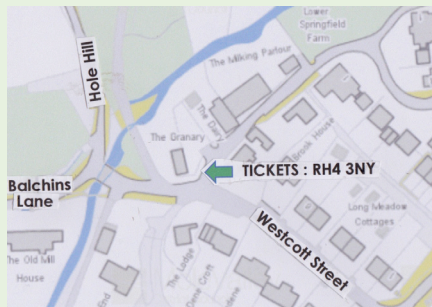 Lower
Springfield
Farm
The Milking Parlour
Hole Hill
The Dairy
The Granary
Brook House
TICKETS : RH4 3NY
Balchins
Lane
Long Meadow
Cottages
Westcott Street
The Old Mill
House
The Lodge